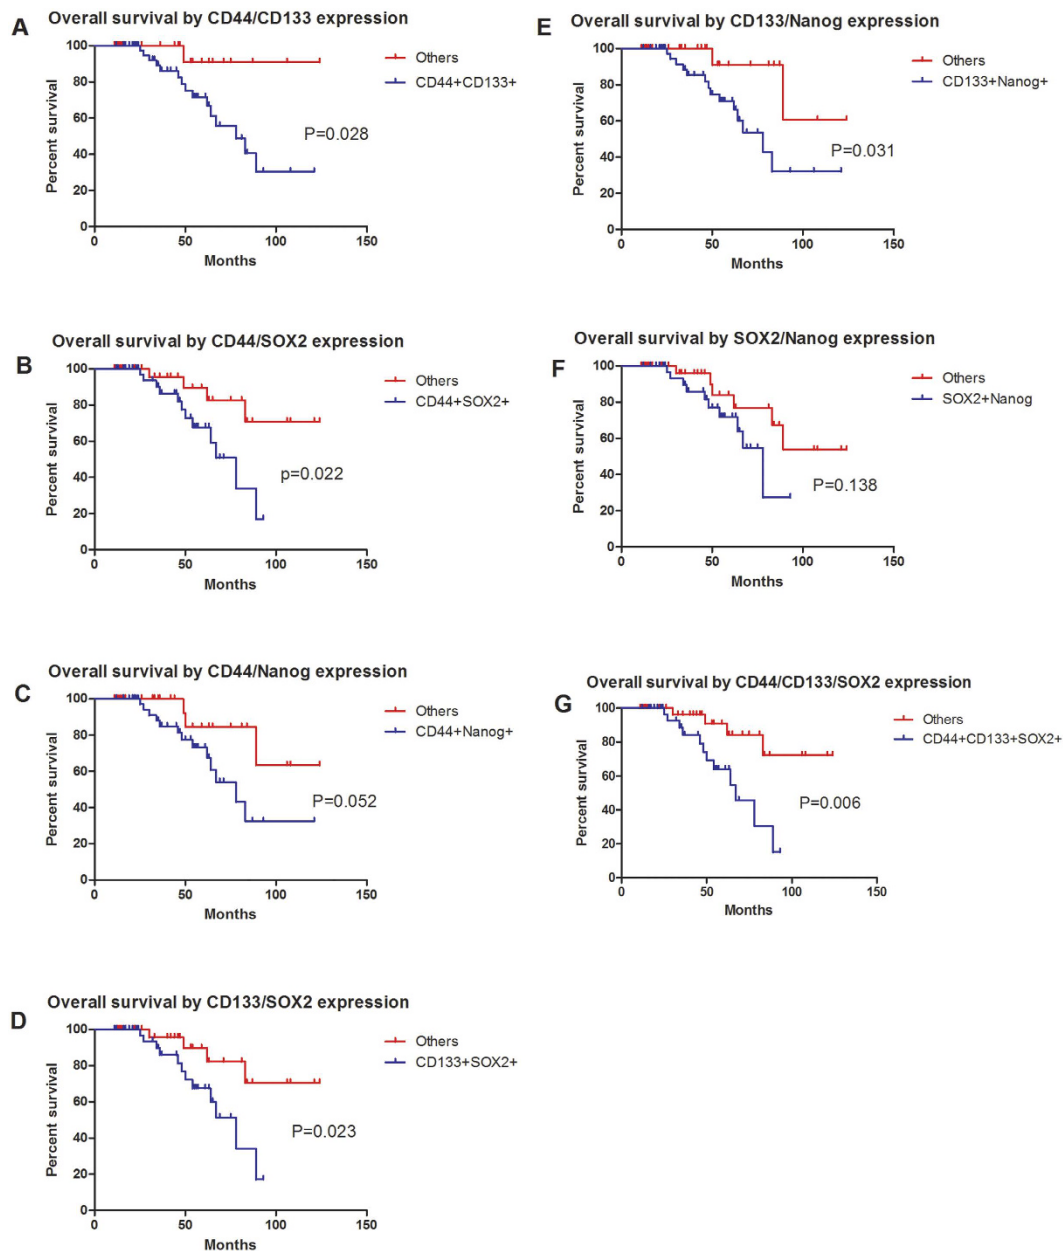 A
Overall survival by CD44/CD133 expression
Percent survival
100
80
60
40
20
0
0 50 100 150
Months
Others
CD44+CD133+
P=0.028
B
Overall survival by CD44/SOX2 expression
Percent survival
100
80
60
40
20
0
0 50 100 150
Months
Others
CD44+SOX2+
p=0.022
C
Overall survival by CD44/Nanog expression
Percent survival
100
80
60
40
20
0
0 50 100 150
Months
Others
CD44+Nanog+
P=0.052
D
Overall survival by CD133/SOX2 expression
Percent survival
100
80
60
40
20
0
0 50 100 150
Months
Others
CD133+SOX2+
P=0.023
E
Overall survival by CD133/Nanog expression
Percent survival
100
80
60
40
20
0
0 50 100 150
Months
Others
CD133+Nanog+
P=0.031
F
Overall survival by SOX2/Nanog expression
Percent survival
100
80
60
40
20
0
0 50 100 150
Months
Others
SOX2+Nanog
P=0.138
G
Overall survival by CD44/CD133/SOX2 expression
Percent survival
100
80
60
40
20
0
0 50 100 150
Months
Others
CD44+CD133+SOX2+
P=0.006